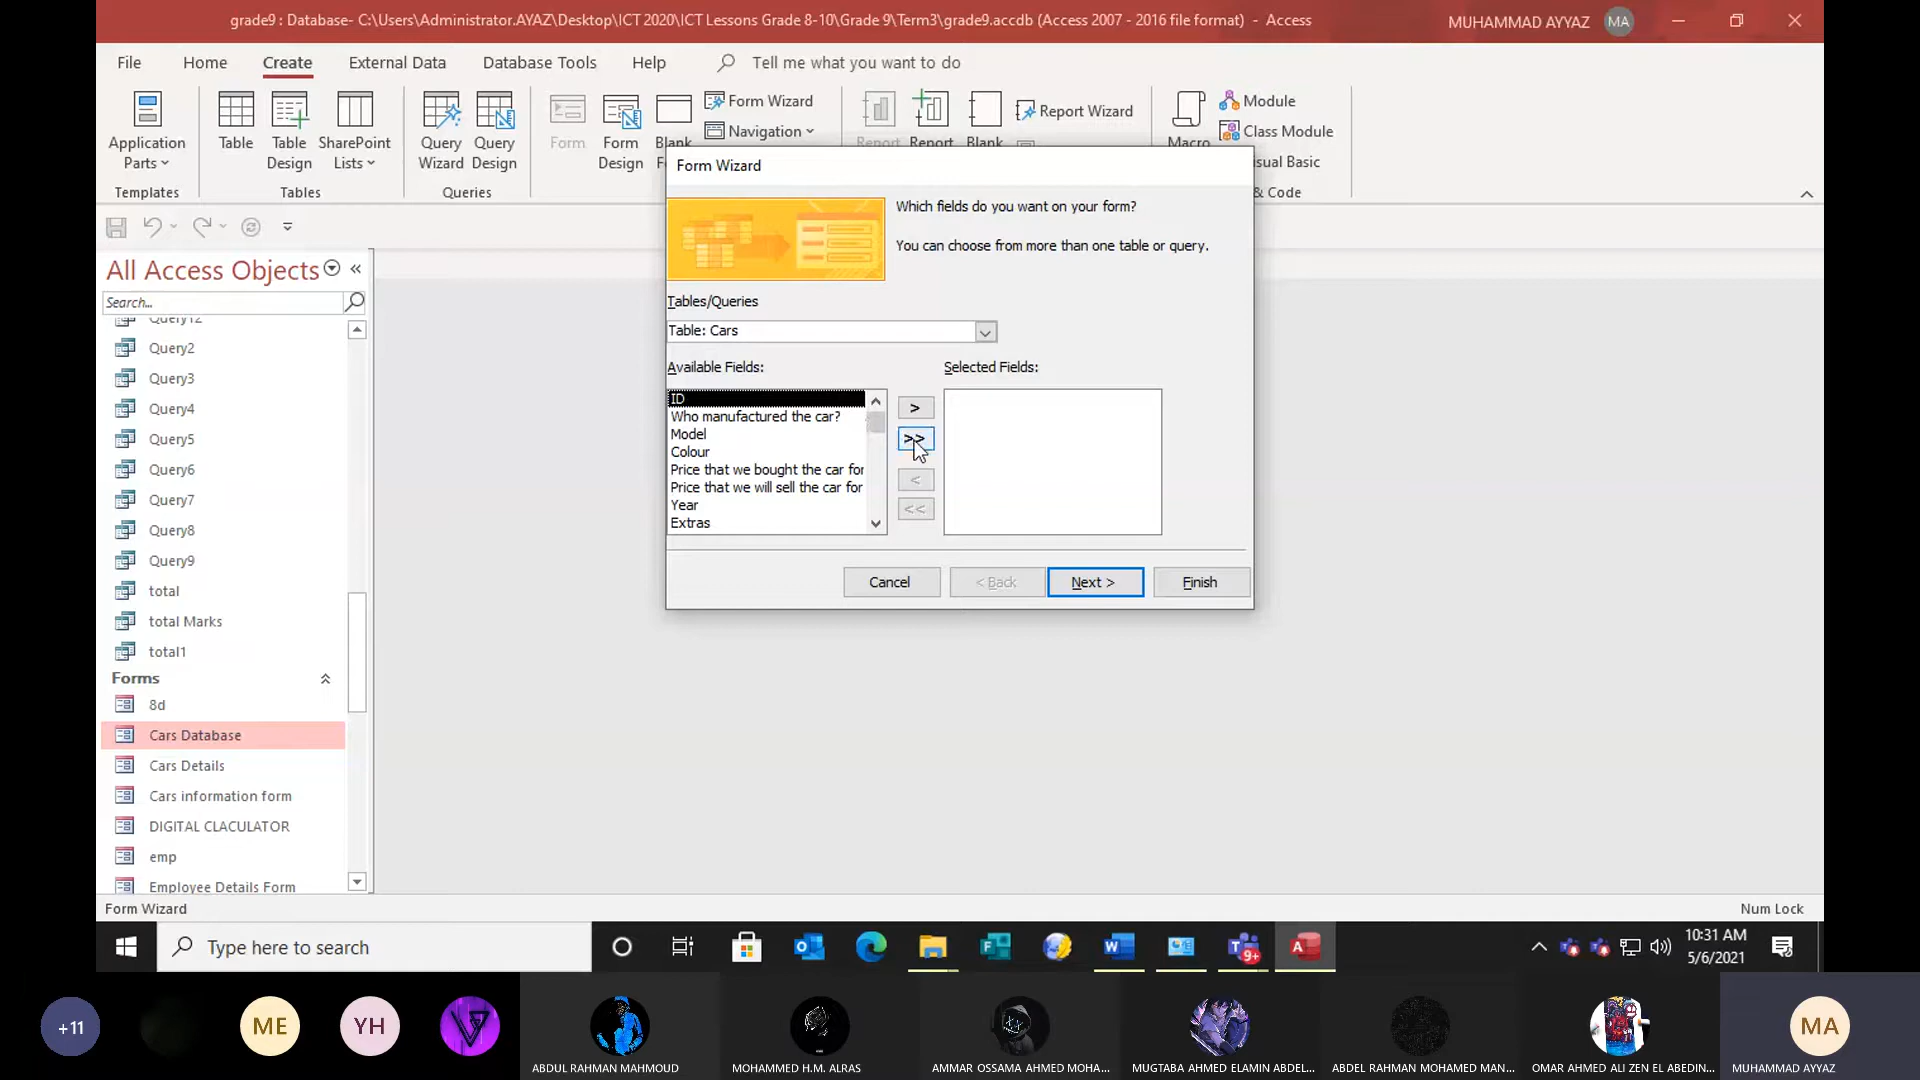 grade9 : Database- C:\Users\Administrator.AYAZ\Desktop\ICT 2020\ICT Lessons Grade 8-10\Grade 9\Term3\grade9.accdb (Access 2007 - 2016 file format) - Access
MUHAMMAD AYYAZ
MA
File
Home
Create
External Data
Database Tools
Help
Tell me what you want to do
Application
Parts
Templates
Table
Table
Design
SharePoint
Lists
Tables
Query
Wizard
Query
Design
Queries
Form
Form
Design
Blank
Form Wizard
Navigation
Report
Report
Blank
Report Wizard
Macro
Module
Class Module
isual Basic
& Code
All Access Objects
Search...
Query12
Query2
Query3
Query4
Query5
Query6
Query7
Query8
Query9
total
total Marks
total1
Forms
8d
Cars Database
Cars Details
Cars information form
DIGITAL CLACULATOR
emp
Employee Details Form
Form Wizard
Which fields do you want on your form?
You can choose from more than one table or query.
Tables/Queries
Table: Cars
Available Fields:
Selected Fields:
ID
Who manufactured the car?
Model
Colour
Price that we bought the car for
Price that we will sell the car for
Year
Extras
>
>>
<
<<
Cancel
< Back
Next >
Finish
Form Wizard
Num Lock
Type here to search
9+
10:31 AM
5/6/2021
+11
ME
YH
MA
ABDUL RAHMAN MAHMOUD
MOHAMMED H.M. ALRAS
AMMAR OSSAMA AHMED MOHA...
MUGTABA AHMED ELAMIN ABDEL...
ABDEL RAHMAN MOHAMED MAN...
OMAR AHMED ALI ZEN EL ABEDIN...
MUHAMMAD AYYAZ